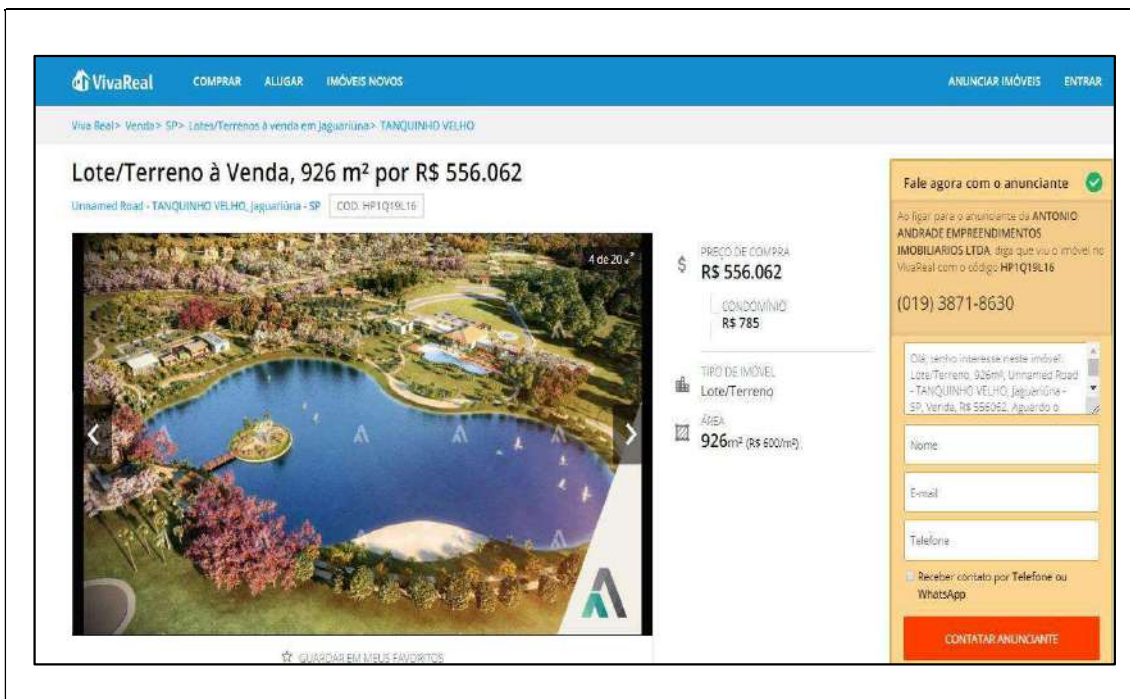 VivaReal COMPRAR ALUGAR IMÓVEIS NOVOS ANUNCIAR IMÓVEIS ENTRAR
Viva Real> Venda> SP> Lotes/Terrenos à venda em Jaguariúna> TANQUINHO VELHO
Lote/Terreno à Venda, 926 m² por R$ 556.062
Unnamed Road - TANQUINHO VELHO, Jaguariúna - SP COD. HP1Q19L16
4 de 20
PREÇO DE COMPRA
R$ 556.062
CONDOMÍNIO
R$ 785
TIPO DE IMÓVEL
Lote/Terreno
ÁREA
926m² (R$ 600/m²)
GUARDAR EM MEUS FAVORITOS
Fale agora com o anunciante
Ao ligar para o anunciante da ANTONIO
ANDRADE EMPREENDIMENTOS
IMOBILIARIOS LTDA, diga que viu o imóvel no
VivaReal com o código HP1Q19L16
(019) 3871-8630
Olá, tenho interesse neste imóvel:
Lote/Terreno, 926m², Unnamed Road
- TANQUINHO VELHO, Jaguariúna -
SP, Venda, R$ 556062, Aguardo o
Nome
E-mail
Telefone
Receber contato por Telefone ou
WhatsApp
CONTATAR ANUNCIANTE